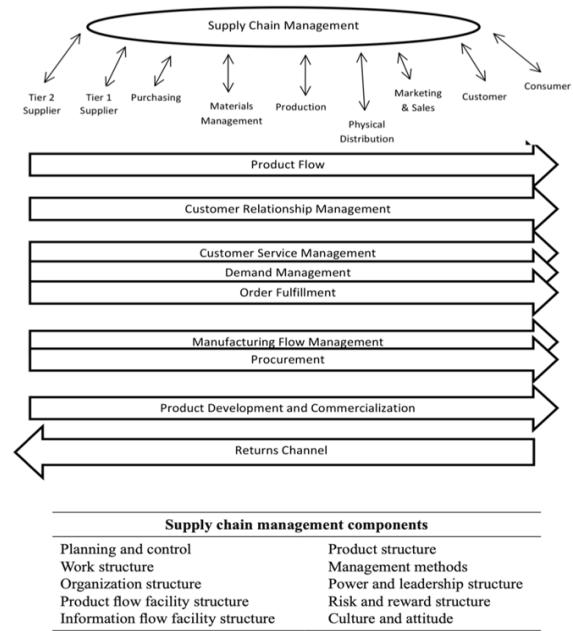 Supply Chain Management
Tier 2
Supplier
Tier 1
Supplier
Purchasing
Materials
Management
Production
Physical
Distribution
Marketing
& Sales
Customer
Consumer
Product Flow
Customer Relationship Management
Customer Service Management
Demand Management
Order Fulfillment
Manufacturing Flow Management
Procurement
Product Development and Commercialization
Returns Channel
Supply chain management components
Planning and control
Work structure
Organization structure
Product flow facility structure
Information flow facility structure
Product structure
Management methods
Power and leadership structure
Risk and reward structure
Culture and attitude